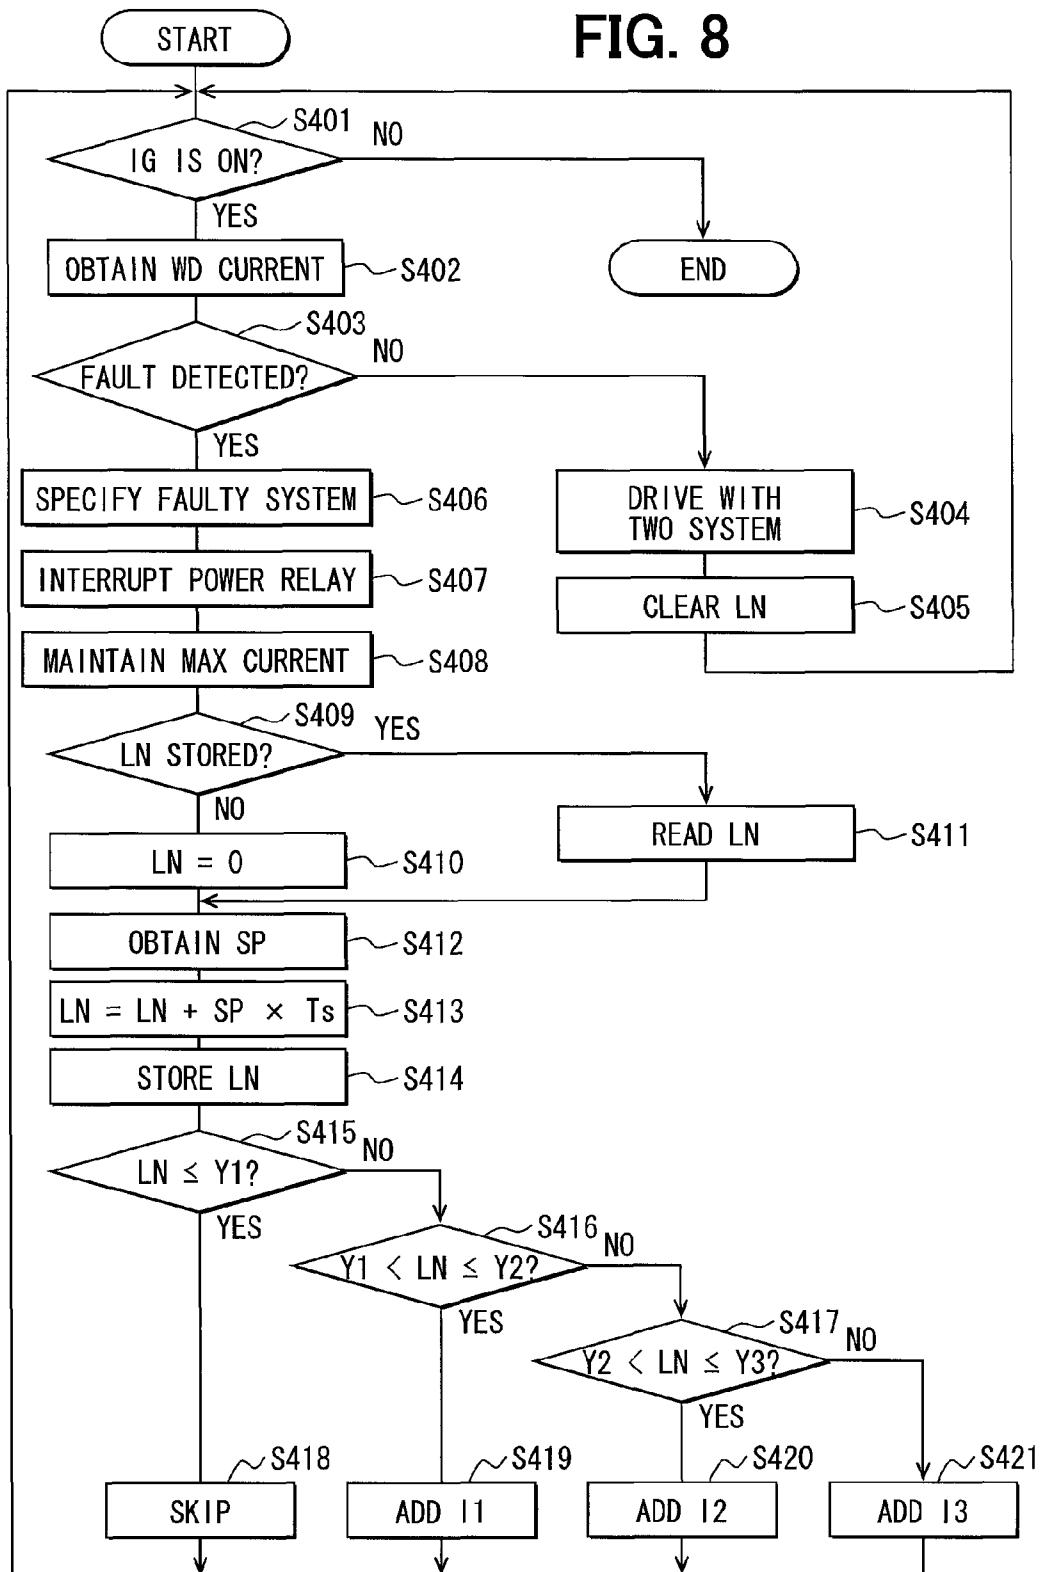 FIG. 8
START
S401
IG IS ON?
NO
YES
OBTAIN WD CURRENT
S402
END
S403
FAULT DETECTED?
NO
YES
SPECIFY FAULTY SYSTEM
S406
DRIVE WITH
TWO SYSTEM
S404
INTERRUPT POWER RELAY
S407
CLEAR LN
S405
MAINTAIN MAX CURRENT
S408
S409
LN STORED?
YES
NO
READ LN
S411
LN = 0
S410
OBTAIN SP
S412
LN = LN + SP × Ts
S413
STORE LN
S414
S415
LN ≤ Y1?
NO
YES
S416
Y1 < LN ≤ Y2?
NO
YES
S417
Y2 < LN ≤ Y3?
NO
YES
S418
SKIP
S419
ADD I1
S420
ADD I2
S421
ADD I3